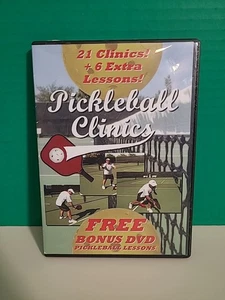 21 Clinics!
+ 6 Extra
Lessons!
Pickleball
Clinics
FREE
BONUS DVD
PICKLEBALL LESSONS